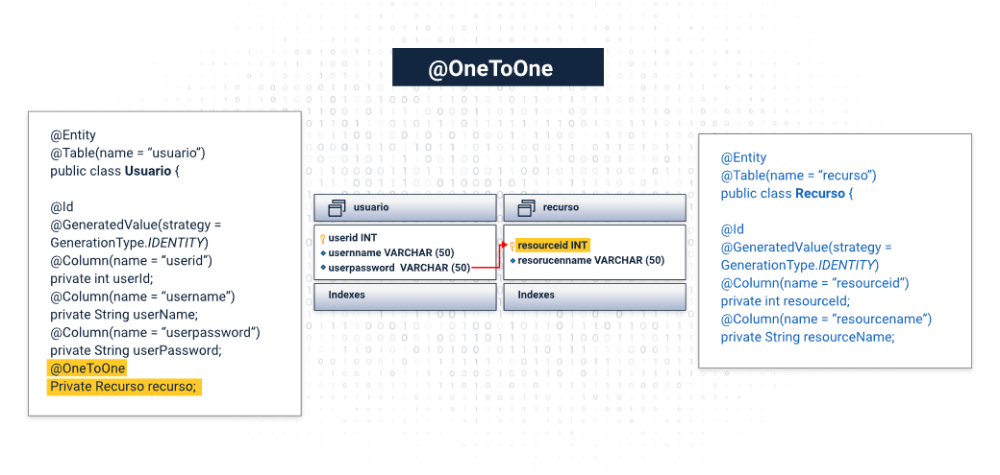 @OneToOne
@Entity
@Table(name = “usuario”)
public class Usuario {
@Id
@GeneratedValue(strategy =
GenerationType.IDENTITY)
@Column(name = “userid”)
private int userId;
@Column(name = “username”)
private String userName;
@Column(name = “userpassword”)
private String userPassword;
@OneToOne
Private Recurso recurso;
usuario
userid INT
usernname VARCHAR (50)
userpassword VARCHAR (50)
Indexes
recurso
resourceid INT
resorucenname VARCHAR (50)
Indexes
@Entity
@Table(name = “recurso”)
public class Recurso {
@Id
@GeneratedValue(strategy =
GenerationType.IDENTITY)
@Column(name = “resourceid”)
private int resourceId;
@Column(name = “resourcename”)
private String resourceName;